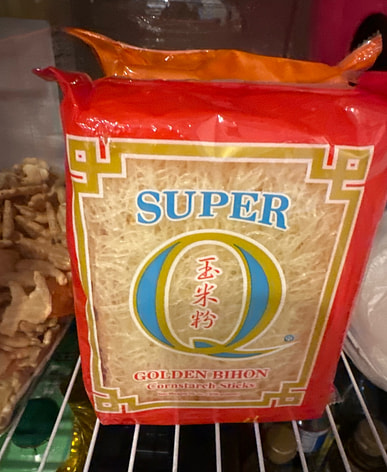 SUPER
Q
玉
米
粉
GOLDEN BIHON
Cornstarch Sticks